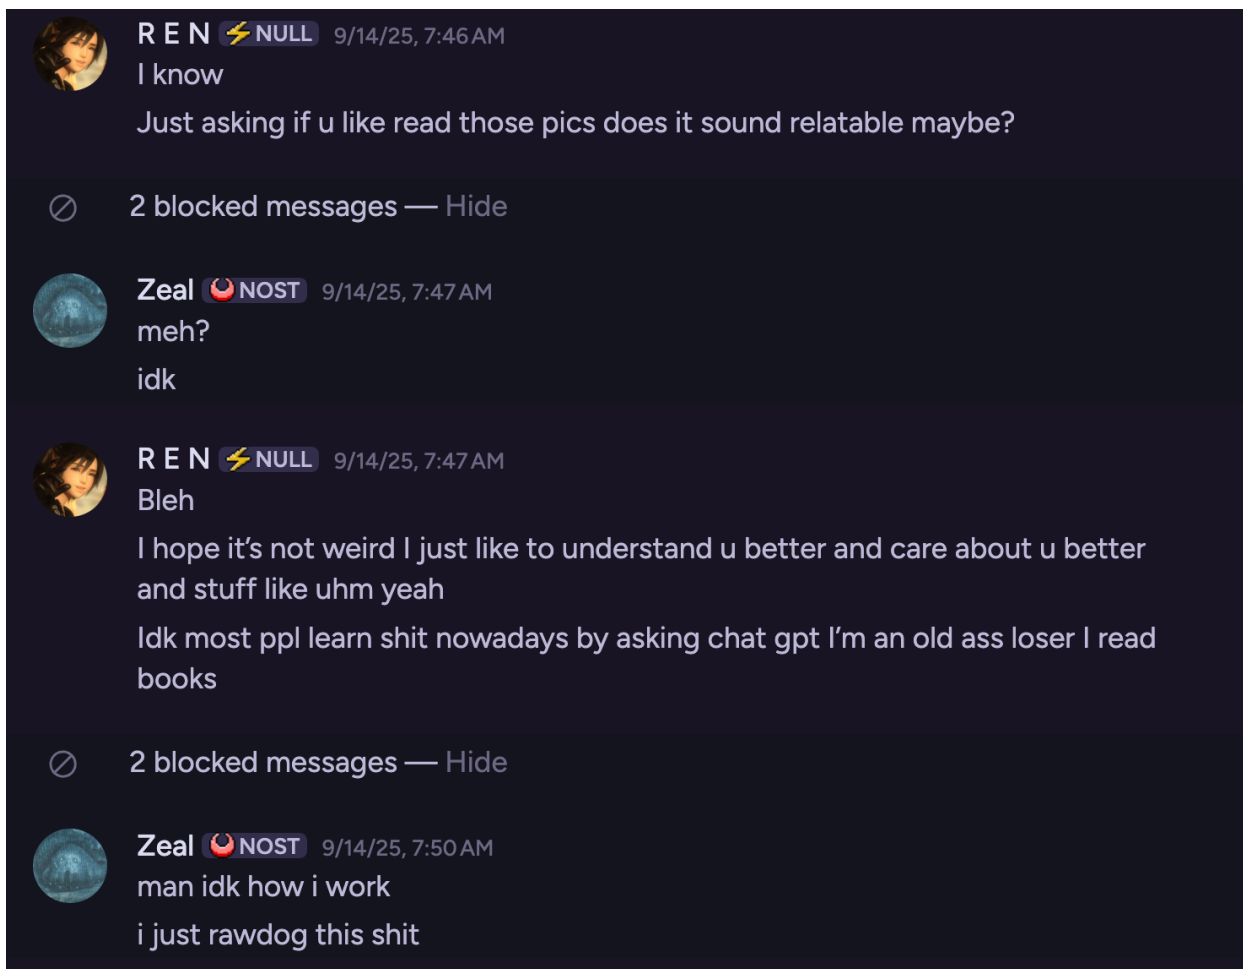 R E N NULL 9/14/25, 7:46 AM
I know
Just asking if u like read those pics does it sound relatable maybe?
2 blocked messages — Hide
Zeal NOST 9/14/25, 7:47 AM
meh?
idk
R E N NULL 9/14/25, 7:47 AM
Bleh
I hope it's not weird I just like to understand u better and care about u better
and stuff like uhm yeah
Idk most ppl learn shit nowadays by asking chat gpt I'm an old ass loser I read
books
2 blocked messages — Hide
Zeal NOST 9/14/25, 7:50 AM
man idk how i work
i just rawdog this shit